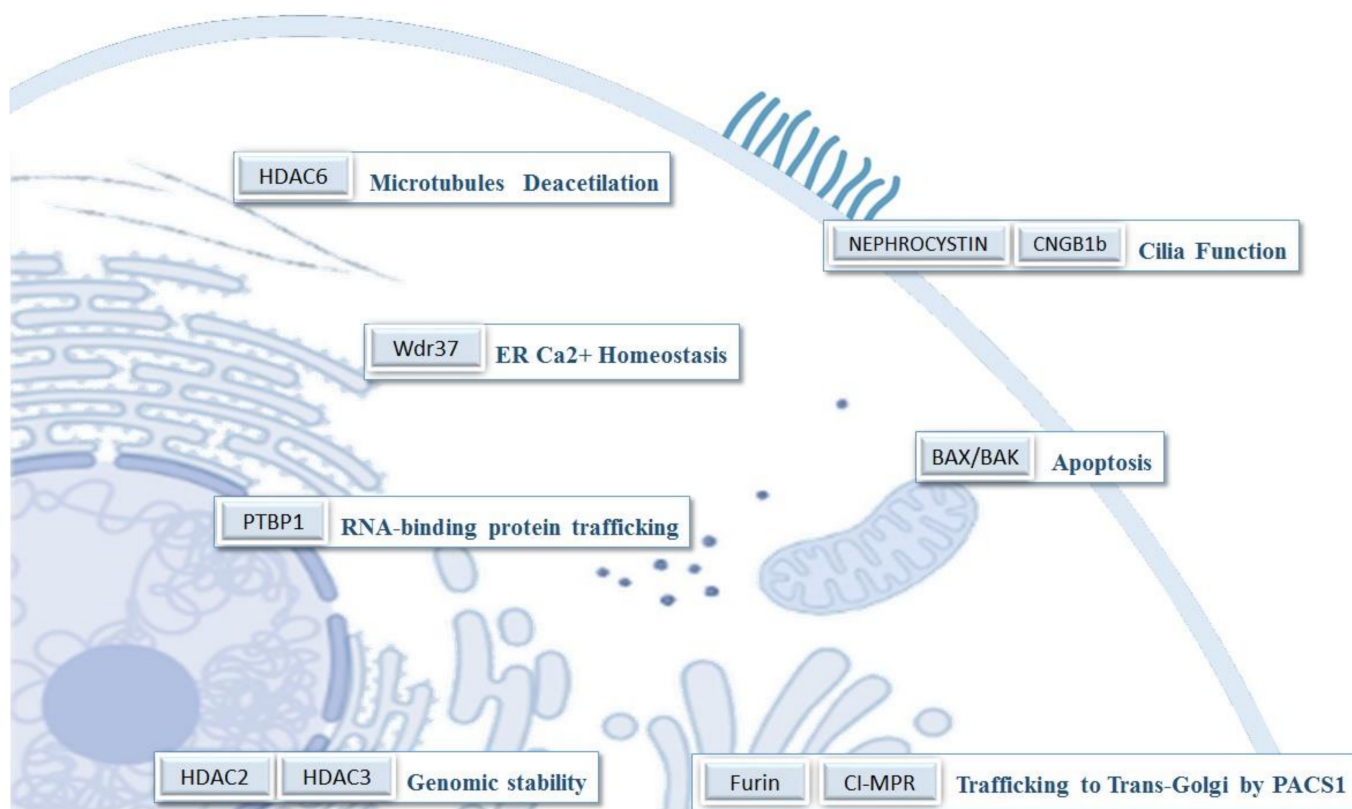 HDAC6 Microtubules Deacetilation
NEPHROCYSTIN CNGB1b Cilia Function
Wdr37 ER Ca2+ Homeostasis
BAX/BAK Apoptosis
PTBP1 RNA-binding protein trafficking
HDAC2 HDAC3 Genomic stability
Furin CI-MPR Trafficking to Trans-Golgi by PACS1